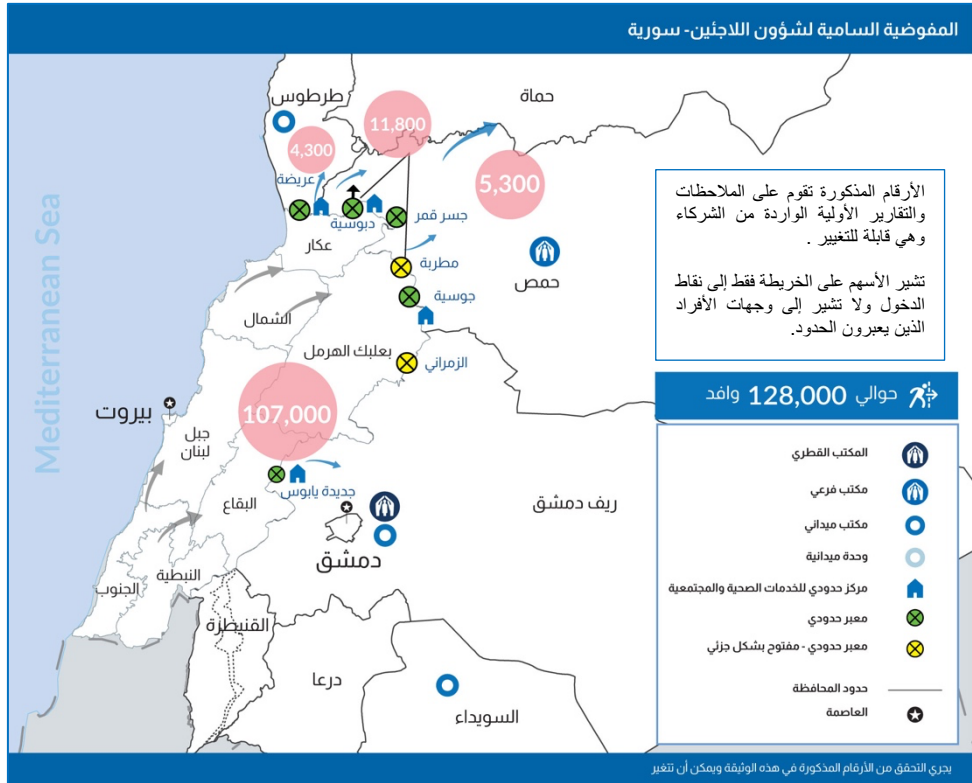 المفوضية السامية لشؤون اللاجئين- سورية
حماة
طرطوس
11,800
4,300
عريضة
5,300
دبوسية
جسر قمر
عكار
مطربة
حمص
جوسية
الشمال
بعلبك الهرمل
الزمراني
107,000
بيروت
جبل
لبنان
جديدة يابوس
البقاع
ريف دمشق
دمشق
النبطية
الجنوب
القنيطرة
درعا
السويداء
Mediterranean Sea
الأرقام المذكورة تقوم على الملاحظات
والتقارير الأولية الواردة من الشركاء
وهي قابلة للتغيير .
تشير الأسهم على الخريطة فقط إلى نقاط
الدخول ولا تشير إلى وجهات الأفراد
الذين يعبرون الحدود.
حوالي 128,000 وافد
المكتب القطري
مكتب فرعي
مكتب ميداني
وحدة ميدانية
مركز حدودي للخدمات الصحية والمجتمعية
معبر حدودي
معبر حدودي - مفتوح بشكل جزئي
حدود المحافظة
العاصمة
يجري التحقق من الأرقام المذكورة في هذه الوثيقة ويمكن أن تتغير